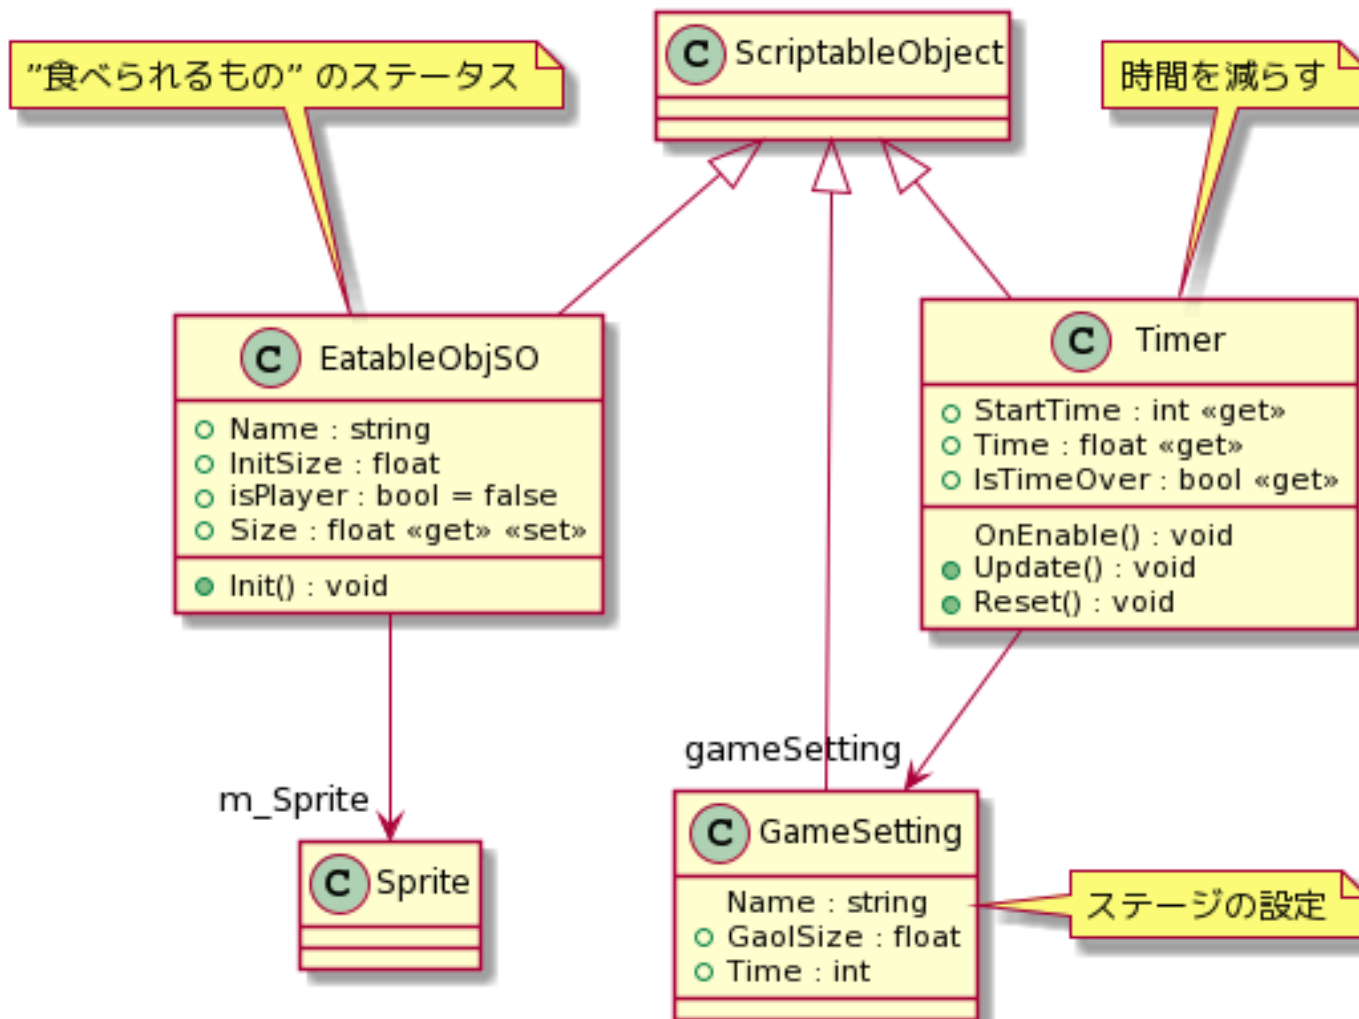 ”食べられるもの” のステータス
C ScriptableObject
時間を減らす
C EatableObjSO
Name : string
InitSize : float
isPlayer : bool = false
Size : float «get» «set»
Init() : void
C Timer
StartTime : int «get»
Time : float «get»
IsTimeOver : bool «get»
OnEnable() : void
Update() : void
Reset() : void
m_Sprite
gameSetting
C Sprite
C GameSetting
Name : string
GaolSize : float
Time : int
ステージの設定